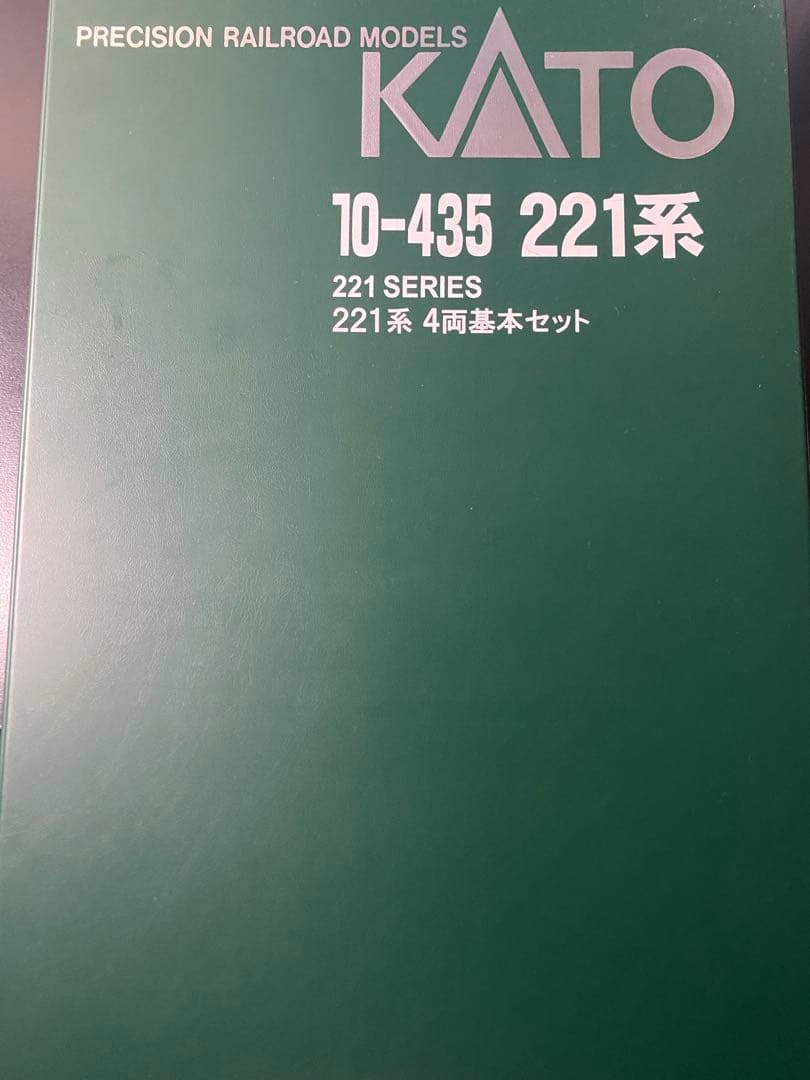 PRECISION RAILROAD MODELS
KATO
10-435 221系
221 SERIES
221系 4両基本セット